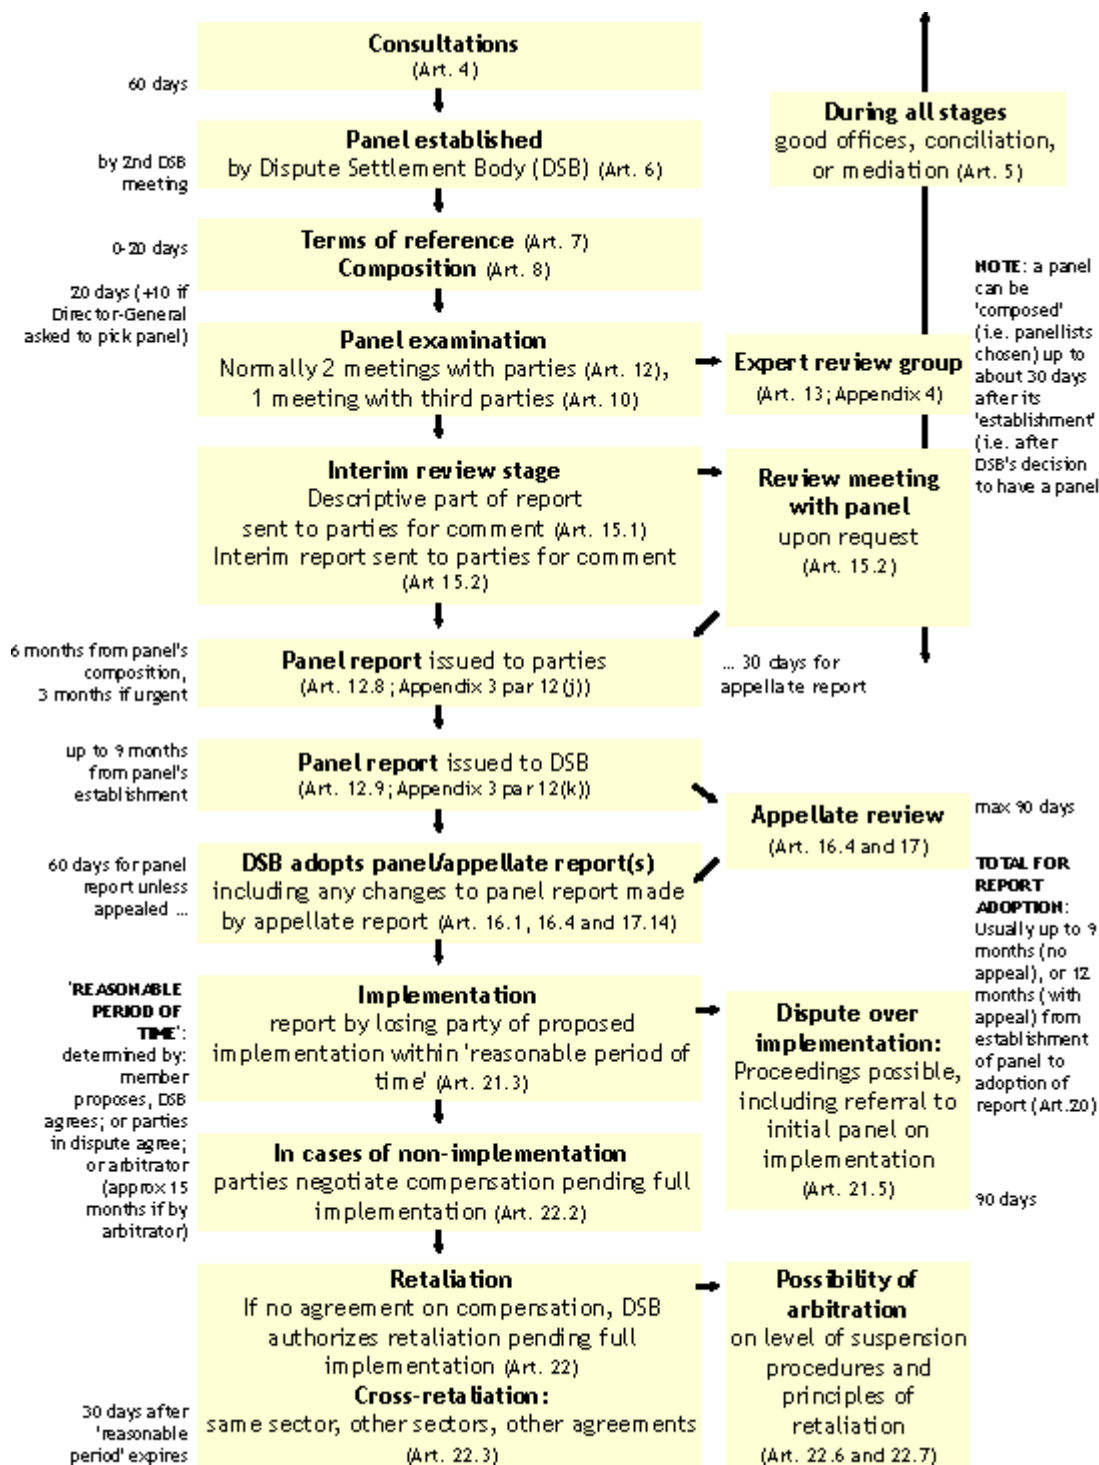 Consultations
(Art. 4)
60 days
During all stages
good offices, conciliation,
or mediation (Art. 5)
Panel established
by Dispute Settlement Body (DSB) (Art. 6)
by 2nd DSB
meeting
0-20 days
Terms of reference (Art. 7)
Composition (Art. 8)
20 days (+10 if
Director-General
asked to pick panel)
NOTE: a panel
can be
'composed'
(i.e. panellists
chosen) up to
about 30 days
after its
'establishment'
(i.e. after
DSB's decision
to have a panel
Panel examination
Normally 2 meetings with parties (Art. 12),
1 meeting with third parties (Art. 10)
Expert review group
(Art. 13; Appendix 4)
Interim review stage
Descriptive part of report
sent to parties for comment (Art. 15.1)
Interim report sent to parties for comment
(Art 15.2)
Review meeting
with panel
upon request
(Art. 15.2)
6 months from panel's
composition,
3 months if urgent
Panel report issued to parties
(Art. 12.8; Appendix 3 par 12(j))
... 30 days for
appellate report
up to 9 months
from panel's
establishment
Panel report issued to DSB
(Art. 12.9; Appendix 3 par 12(k))
Appellate review
(Art. 16.4 and 17)
max 90 days
60 days for panel
report unless
appealed ...
DSB adopts panel/appellate report(s)
including any changes to panel report made
by appellate report (Art. 16.1, 16.4 and 17.14)
TOTAL FOR
REPORT
ADOPTION:
Usually up to 9
months (no
appeal), or 12
months (with
appeal) from
establishment
of panel to
adoption of
report (Art.20)
'REASONABLE
PERIOD OF
TIME':
determined by:
member
proposes, DSB
agrees; or parties
in dispute agree;
or arbitrator
(approx 15
months if by
arbitrator)
Implementation
report by losing party of proposed
implementation within 'reasonable period of
time' (Art. 21.3)
Dispute over
implementation:
Proceedings possible,
including referral to
initial panel on
implementation
(Art. 21.5)
90 days
In cases of non-implementation
parties negotiate compensation pending full
implementation (Art. 22.2)
Retaliation
If no agreement on compensation, DSB
authorizes retaliation pending full
implementation (Art. 22)
Cross-retaliation:
same sector, other sectors, other agreements
(Art. 22.3)
30 days after
'reasonable
period' expires
Possibility of
arbitration
on level of suspension
procedures and
principles of
retaliation
(Art. 22.6 and 22.7)